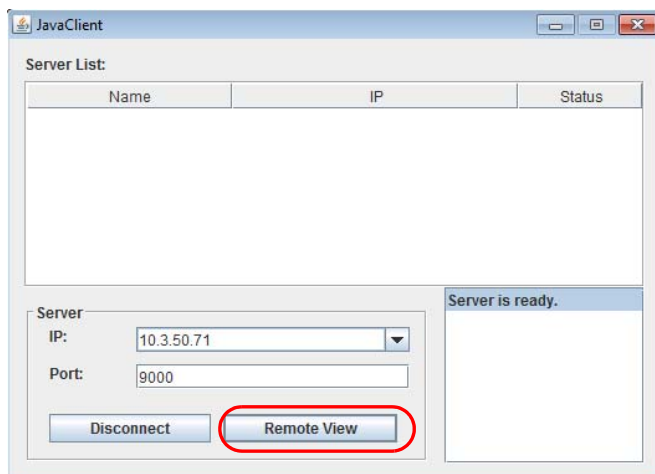 JavaClient
Server List:
Name IP Status
Server
IP: 10.3.50.71
Port: 9000
Disconnect Remote View
Server is ready.